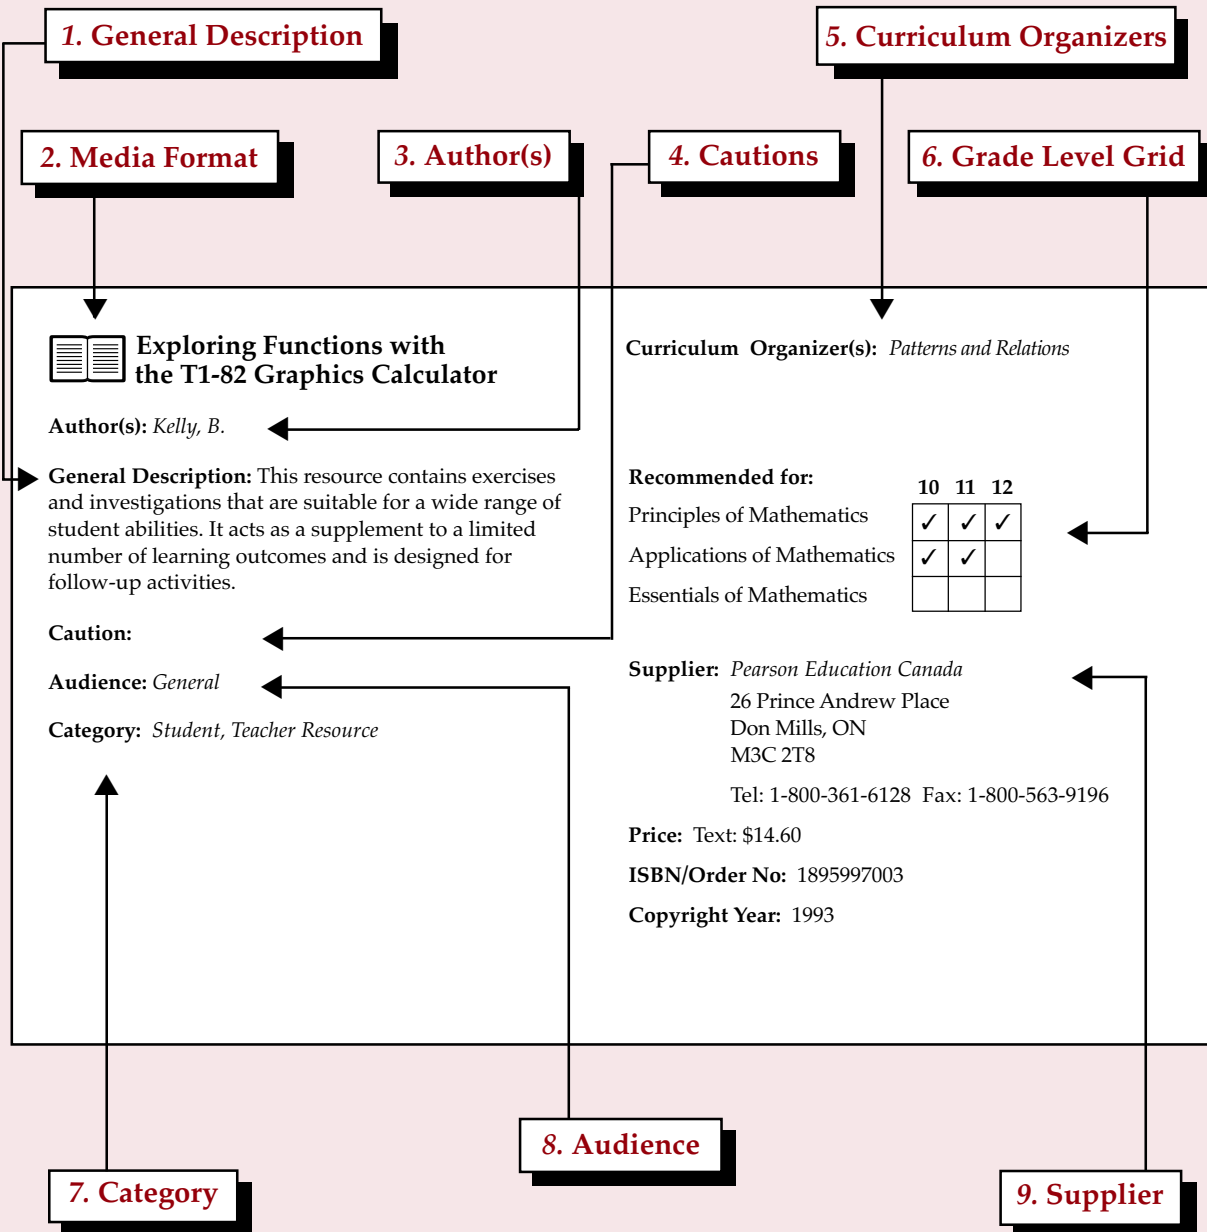 1. General Description
5. Curriculum Organizers
2. Media Format
3. Author(s)
4. Cautions
6. Grade Level Grid
Exploring Functions with
the T1-82 Graphics Calculator
Author(s): Kelly, B.
General Description: This resource contains exercises
and investigations that are suitable for a wide range of
student abilities. It acts as a supplement to a limited
number of learning outcomes and is designed for
follow-up activities.
Caution:
Audience: General
Category: Student, Teacher Resource
Curriculum Organizer(s): Patterns and Relations
Recommended for:
10 11 12
Principles of Mathematics ✓ ✓ ✓
Applications of Mathematics ✓ ✓
Essentials of Mathematics
Supplier: Pearson Education Canada
26 Prince Andrew Place
Don Mills, ON
M3C 2T8
Tel: 1-800-361-6128 Fax: 1-800-563-9196
Price: Text: $14.60
ISBN/Order No: 1895997003
Copyright Year: 1993
8. Audience
7. Category
9. Supplier